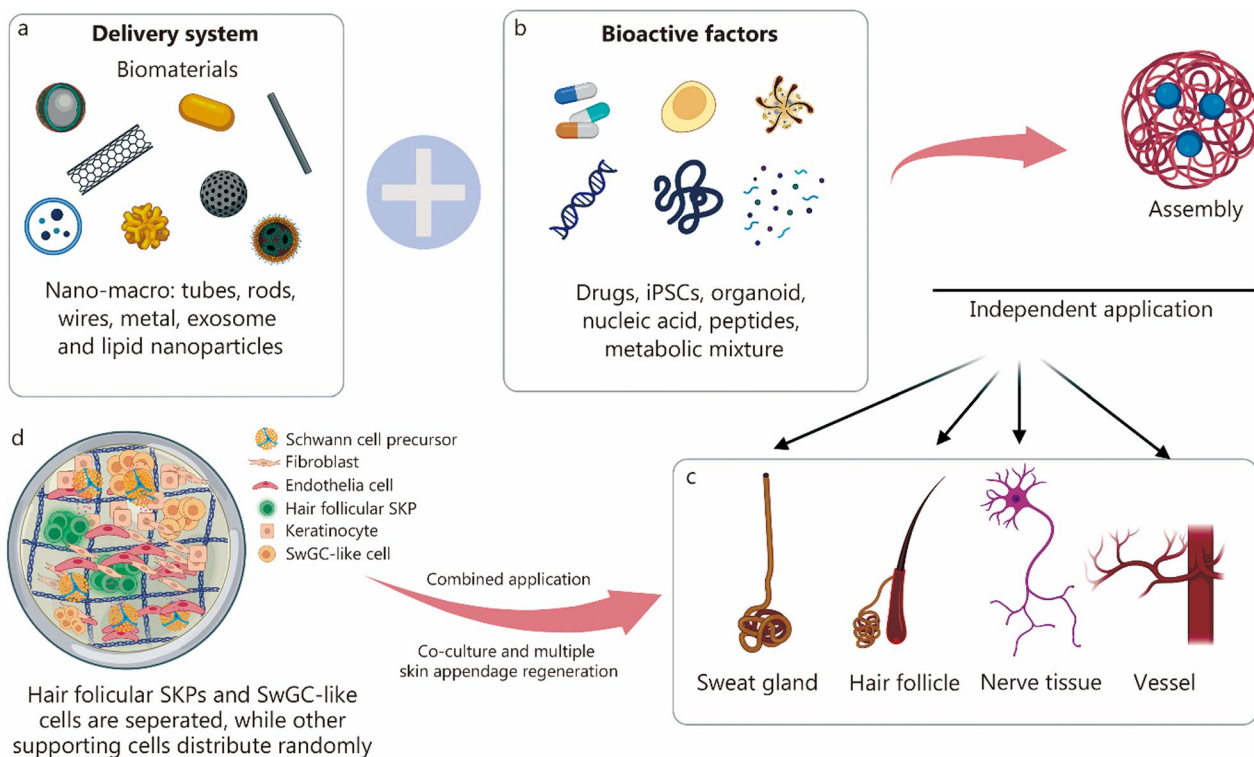 a
Delivery system
Biomaterials
Nano-macro: tubes, rods,
wires, metal, exosome
and lipid nanoparticles
b
Bioactive factors
Drugs, iPSCs, organoid,
nucleic acid, peptides,
metabolic mixture
Assembly
Independent application
d
Schwann cell precursor
Fibroblast
Endothelia cell
Hair follicular SKP
Keratinocyte
SwGC-like cell
Hair follicular SKPs and SwGC-like
cells are seperated, while other
supporting cells distribute randomly
Combined application
Co-culture and multiple
skin appendage regeneration
c
Sweat gland
Hair follicle
Nerve tissue
Vessel